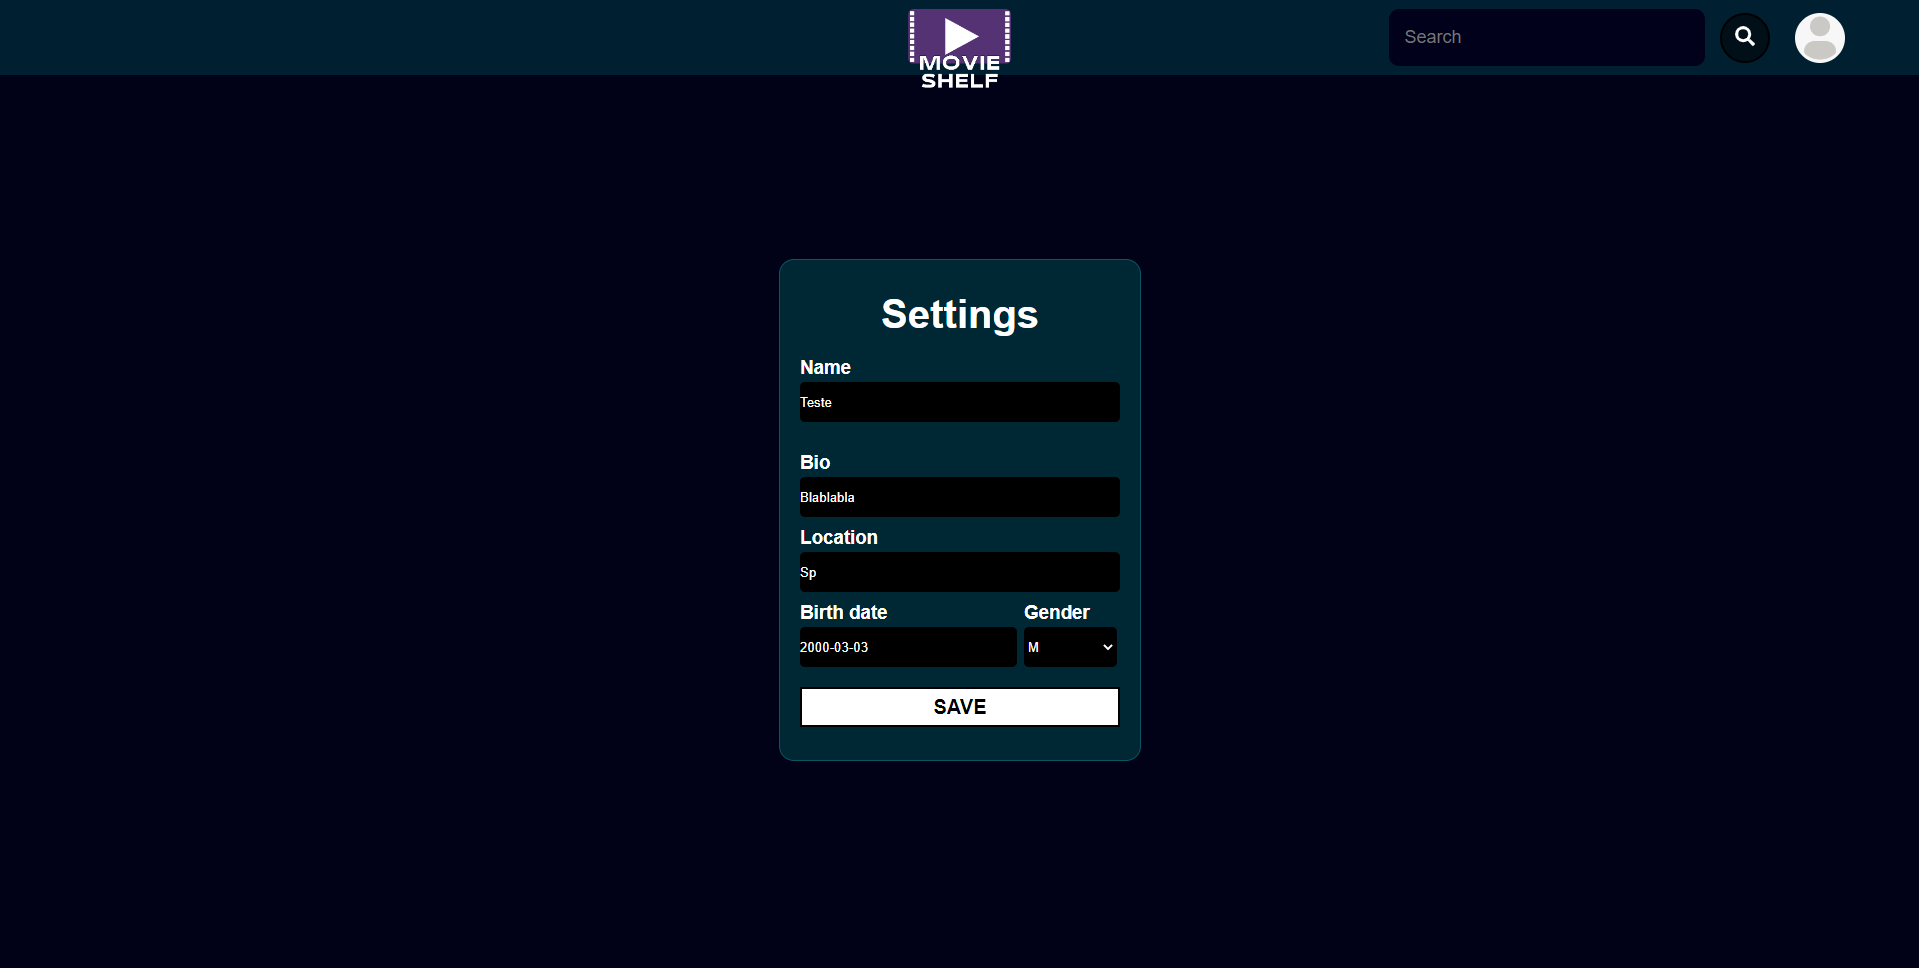 MOVIE
SHELF
Search
Settings
Name
Teste
Bio
Blablabla
Location
Sp
Birth date Gender
2000-03-03 M
SAVE